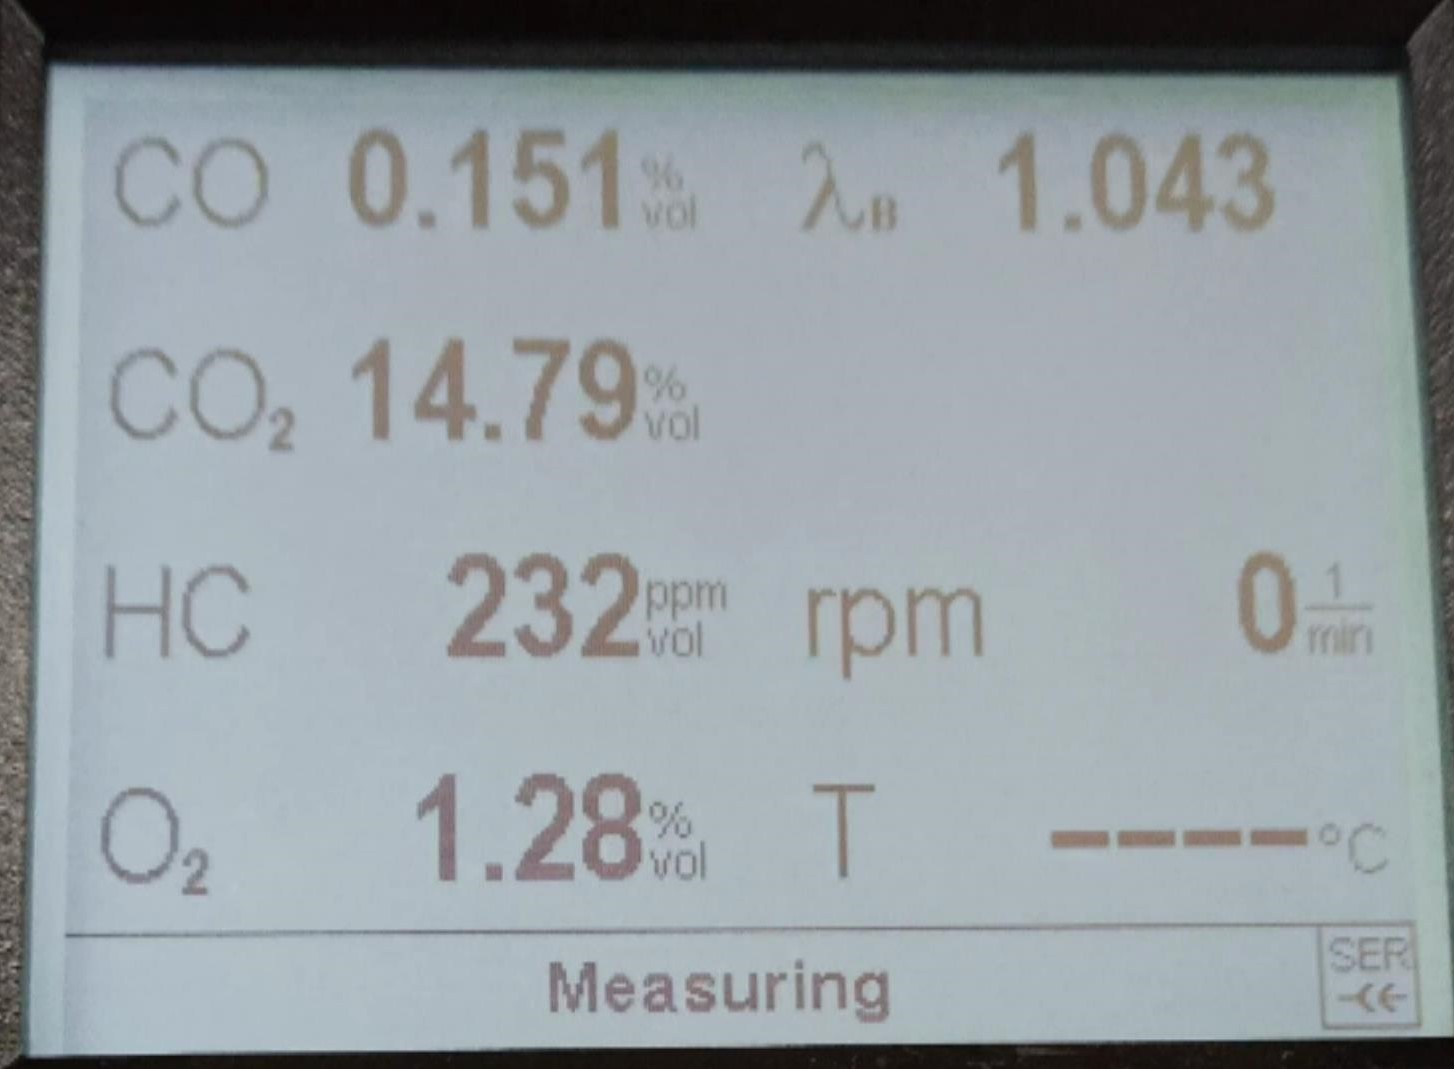 CO 0.151 % vol λB 1.043
CO2 14.79 % vol
HC 232 ppm vol rpm 0 1/min
O2 1.28 % vol T ---- °C
Measuring SER